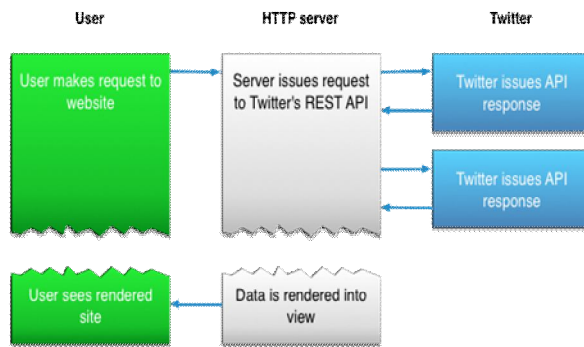 User
HTTP server
Twitter
User makes request to
website
Server issues request
to Twitter's REST API
Twitter issues API
response
Twitter issues API
response
User sees rendered
site
Data is rendered into
view